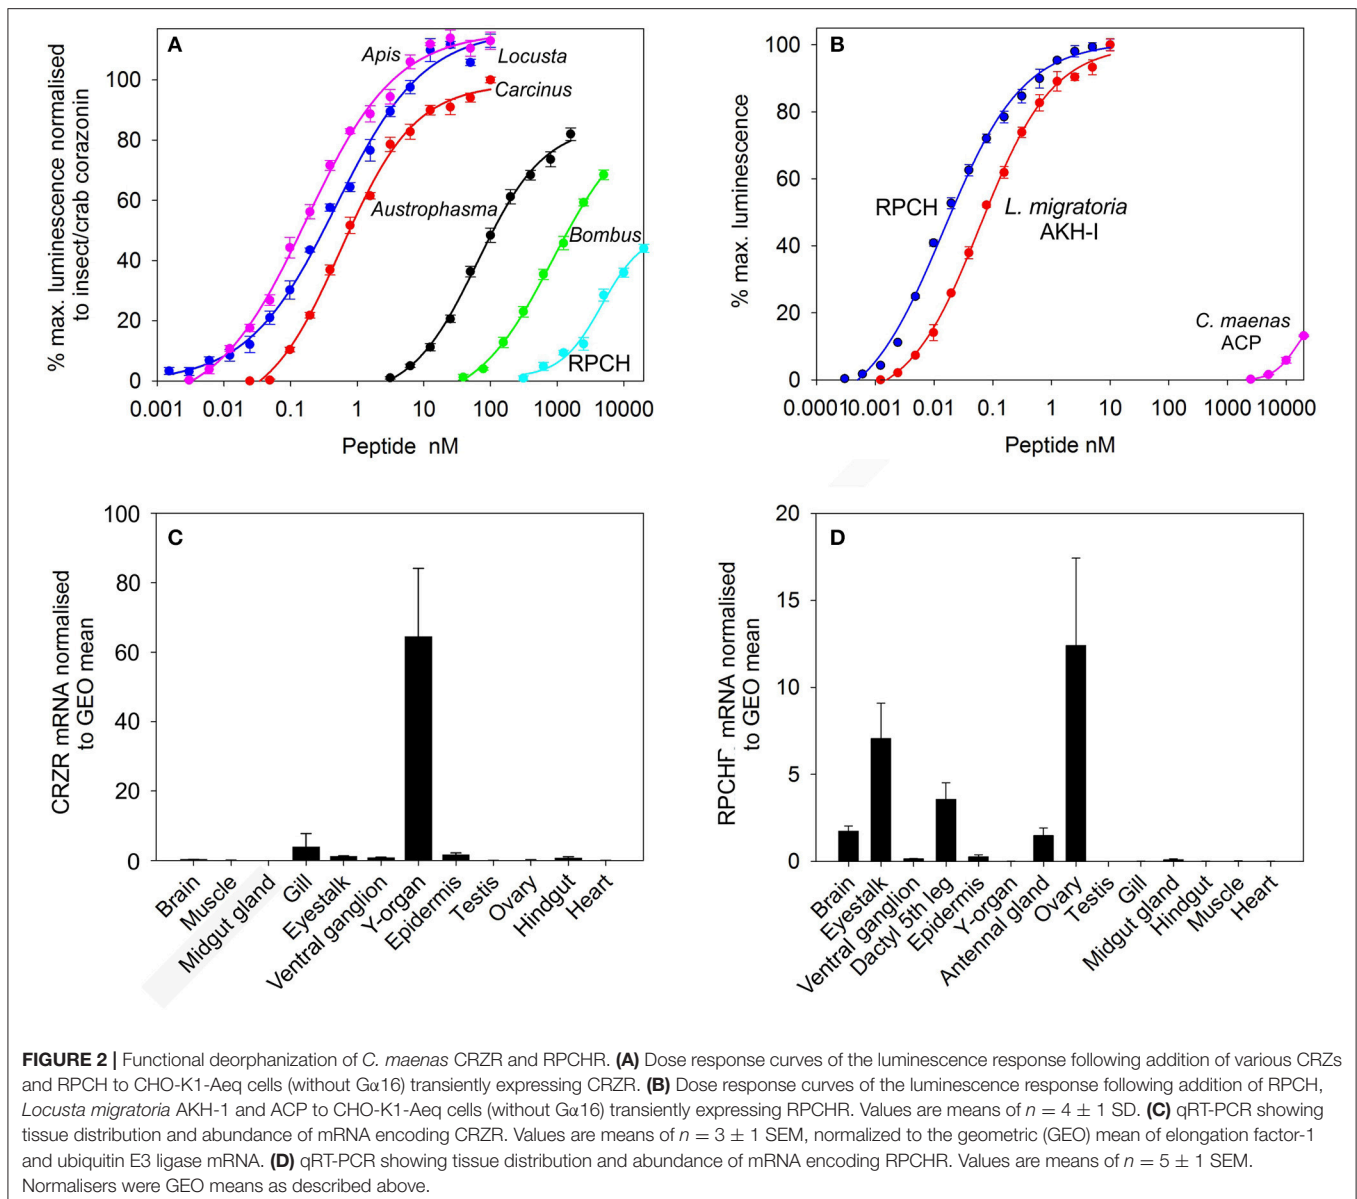 A
Apis
Locusta
Carcinus
Austrophasma
Bombus
RPCH
% max. luminescence normalised
to insect/crab corazonin
100
80
60
40
20
0
0.001
0.01
0.1
1
10
100
1000
10000
Peptide nM
B
RPCH
L. migratoria
AKH-I
C. maenas
ACP
% max. luminescence
100
80
60
40
20
0
0.0001
0.001
0.01
0.1
1
10
100
1000
10000
Peptide nM
C
CRZR mRNA normalised
to GEO mean
100
80
60
40
20
0
Brain
Muscle
Midgut gland
Gill
Eyestalk
Ventral ganglion
Y-organ
Epidermis
Testis
Ovary
Hindgut
Heart
D
mRNA normalised
to GEO mean
20
15
10
5
0
Brain
Eyestalk
Ventral ganglion
Dactyl 5th leg
Epidermis
Y-organ
Antennal gland
Ovary
Testis
Gill
Midgut gland
Hindgut
Muscle
Heart
FIGURE 2 | Functional deorphanization of C. maenas CRZR and RPCHR. (A) Dose response curves of the luminescence response following addition of various CRZs
and RPCH to CHO-K1-Aeq cells (without Gα16) transiently expressing CRZR. (B) Dose response curves of the luminescence response following addition of RPCH,
Locusta migratoria AKH-1 and ACP to CHO-K1-Aeq cells (without Gα16) transiently expressing RPCHR. Values are means of n = 4 ± 1 SD. (C) qRT-PCR showing
tissue distribution and abundance of mRNA encoding CRZR. Values are means of n = 3 ± 1 SEM, normalized to the geometric (GEO) mean of elongation factor-1
and ubiquitin E3 ligase mRNA. (D) qRT-PCR showing tissue distribution and abundance of mRNA encoding RPCHR. Values are means of n = 5 ± 1 SEM.
Normalisers were GEO means as described above.